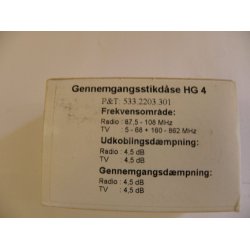 Gennemgangsstikdåse HG 4
P&T: 533.2203.301
Frekvensområde:
Radio : 87,5 - 108 MHz
TV : 5 - 68 + 160 - 862 MHz
Udkoblingsdæmpning:
Radio : 4,5 dB
TV : 4.5 dB
Gennemgangsdæmpning:
Radio : 4,5 dB
TV : 4,5 dB